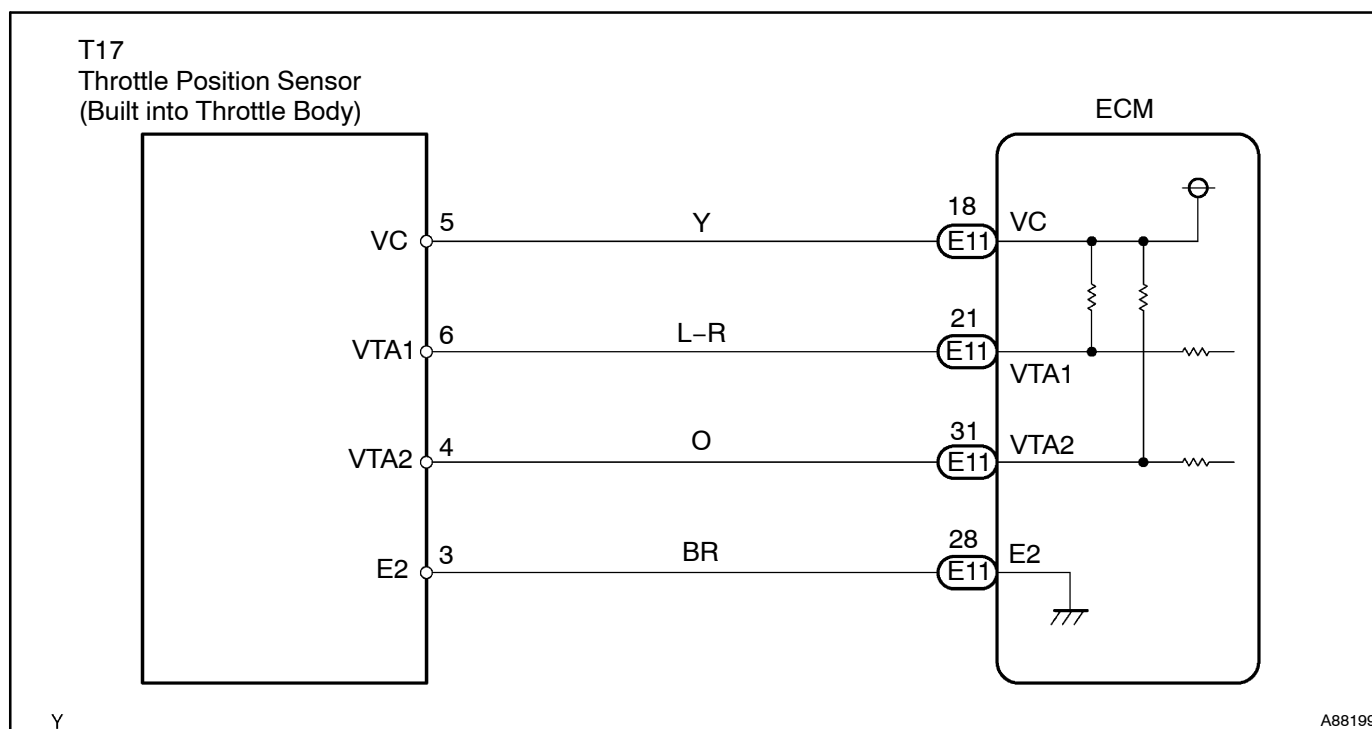 T17
Throttle Position Sensor
(Built into Throttle Body)
ECM
VC 5 Y 18 E11 VC
VTA1 6 L–R 21 E11 VTA1
VTA2 4 O 31 E11 VTA2
E2 3 BR 28 E11 E2
Y
A88199